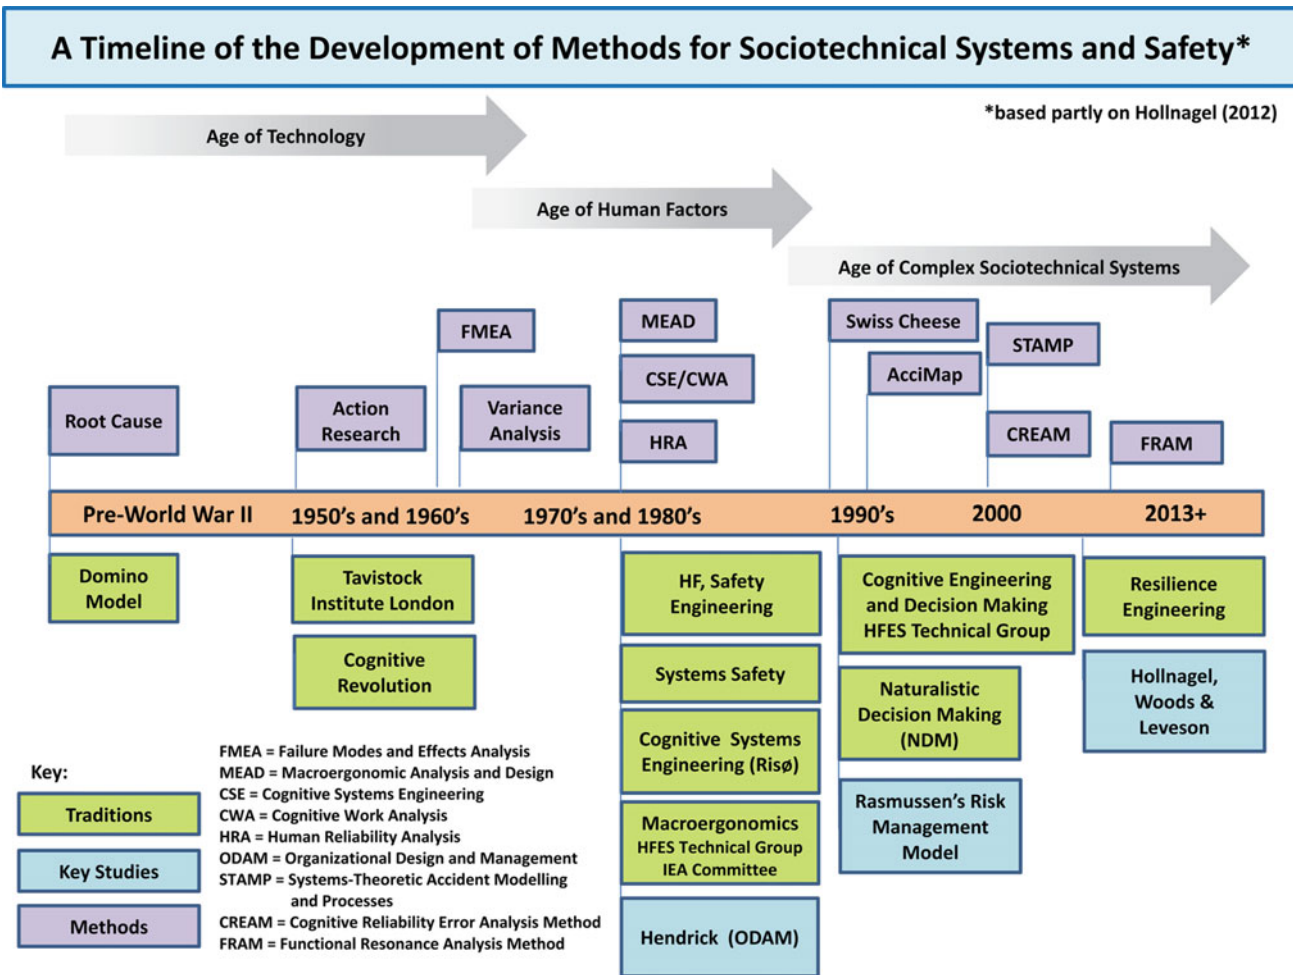 A Timeline of the Development of Methods for Sociotechnical Systems and Safety*
*based partly on Hollnagel (2012)
Age of Technology
Age of Human Factors
Age of Complex Sociotechnical Systems
Root Cause
Action
Research
FMEA
Variance
Analysis
MEAD
CSE/CWA
HRA
Swiss Cheese
AcciMap
STAMP
CREAM
FRAM
Pre-World War II
1950's and 1960's
1970's and 1980's
1990's
2000
2013+
Domino
Model
Tavistock
Institute London
Cognitive
Revolution
HF, Safety
Engineering
Systems Safety
Cognitive Systems
Engineering (Risø)
Macroergonomics
HFES Technical Group
IEA Committee
Hendrick (ODAM)
Cognitive Engineering
and Decision Making
HFES Technical Group
Naturalistic
Decision Making
(NDM)
Rasmussen's Risk
Management
Model
Resilience
Engineering
Hollnagel,
Woods &
Leveson
Key:
Traditions
Key Studies
Methods
FMEA = Failure Modes and Effects Analysis
MEAD = Macroergonomic Analysis and Design
CSE = Cognitive Systems Engineering
CWA = Cognitive Work Analysis
HRA = Human Reliability Analysis
ODAM = Organizational Design and Management
STAMP = Systems-Theoretic Accident Modelling
and Processes
CREAM = Cognitive Reliability Error Analysis Method
FRAM = Functional Resonance Analysis Method